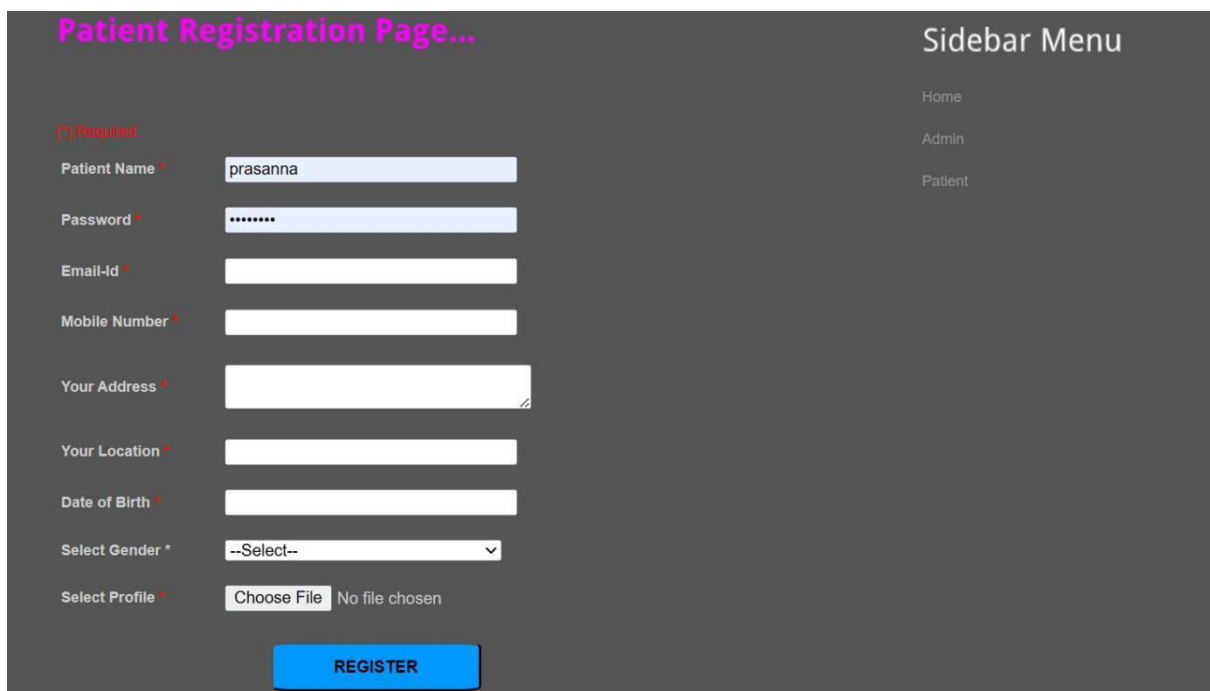 Patient Registration Page...
(*) Required
Patient Name * prasanna
Password * ••••••••
Email-Id *
Mobile Number *
Your Address *
Your Location *
Date of Birth *
Select Gender * --Select--
Select Profile * Choose File No file chosen
REGISTER
Sidebar Menu
Home
Admin
Patient